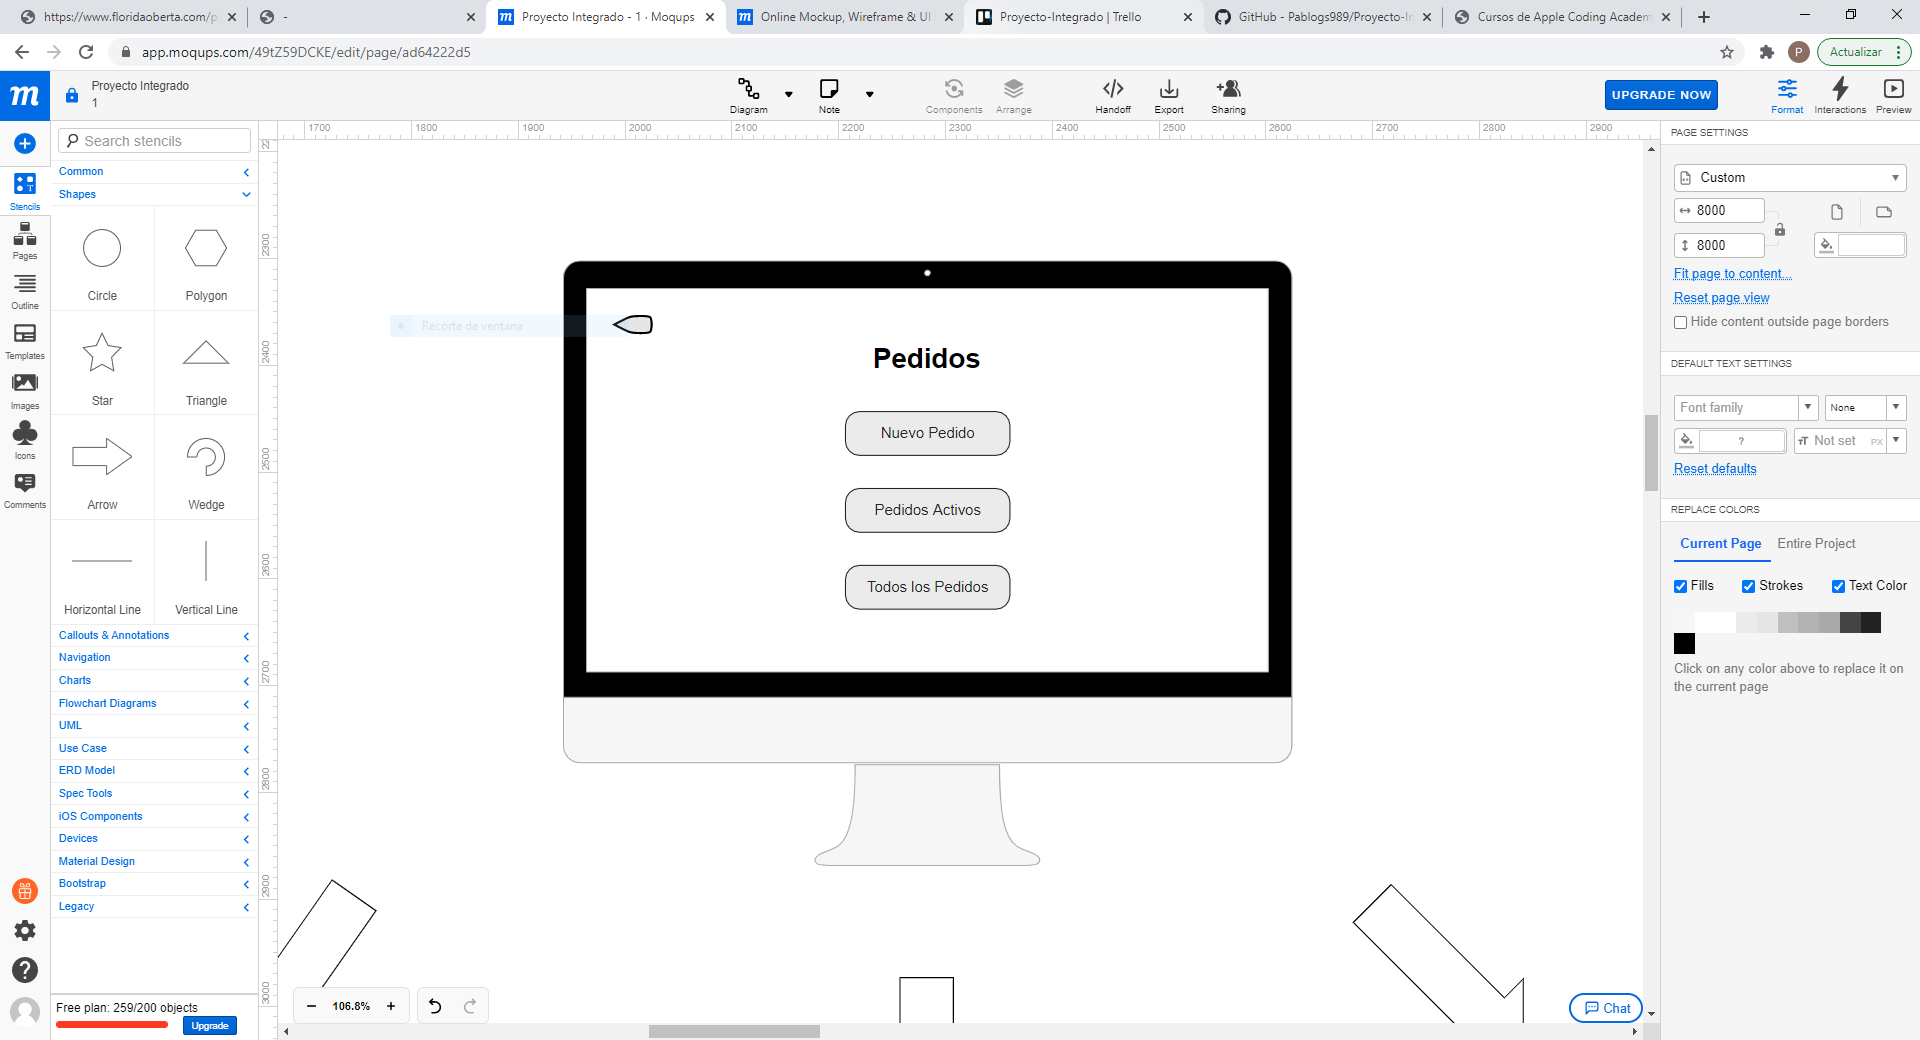 https://www.floridaoberta.com/pl
-
Proyecto Integrado - 1 · Moqups
Online Mockup, Wireframe & UI
Proyecto-Integrado | Trello
GitHub - Pablogs989/Proyecto-In
Cursos de Apple Coding Academ
app.moqups.com/49tZ59DCKE/edit/page/ad64222d5
P
Actualizar
m
Proyecto Integrado
1
Diagram
Note
Components
Arrange
Handoff
Export
Sharing
UPGRADE NOW
Format
Interactions
Preview
Search stencils
Common
Shapes
Stencils
Pages
Outline
Templates
Images
Icons
Comments
Circle
Polygon
Star
Triangle
Arrow
Wedge
Horizontal Line
Vertical Line
Callouts & Annotations
Navigation
Charts
Flowchart Diagrams
UML
Use Case
ERD Model
Spec Tools
iOS Components
Devices
Material Design
Bootstrap
Legacy
Free plan: 259/200 objects
Upgrade
1700
1800
1900
2000
2100
2200
2300
2400
2500
2600
2700
2800
2900
22
2300
2400
2500
2600
2700
2800
2900
3000
Recorte de ventana
Pedidos
Nuevo Pedido
Pedidos Activos
Todos los Pedidos
106.8%
Chat
PAGE SETTINGS
Custom
8000
8000
Fit page to content...
Reset page view
Hide content outside page borders
DEFAULT TEXT SETTINGS
Font family
None
?
Not set
PX
Reset defaults
REPLACE COLORS
Current Page
Entire Project
Fills
Strokes
Text Color
Click on any color above to replace it on
the current page